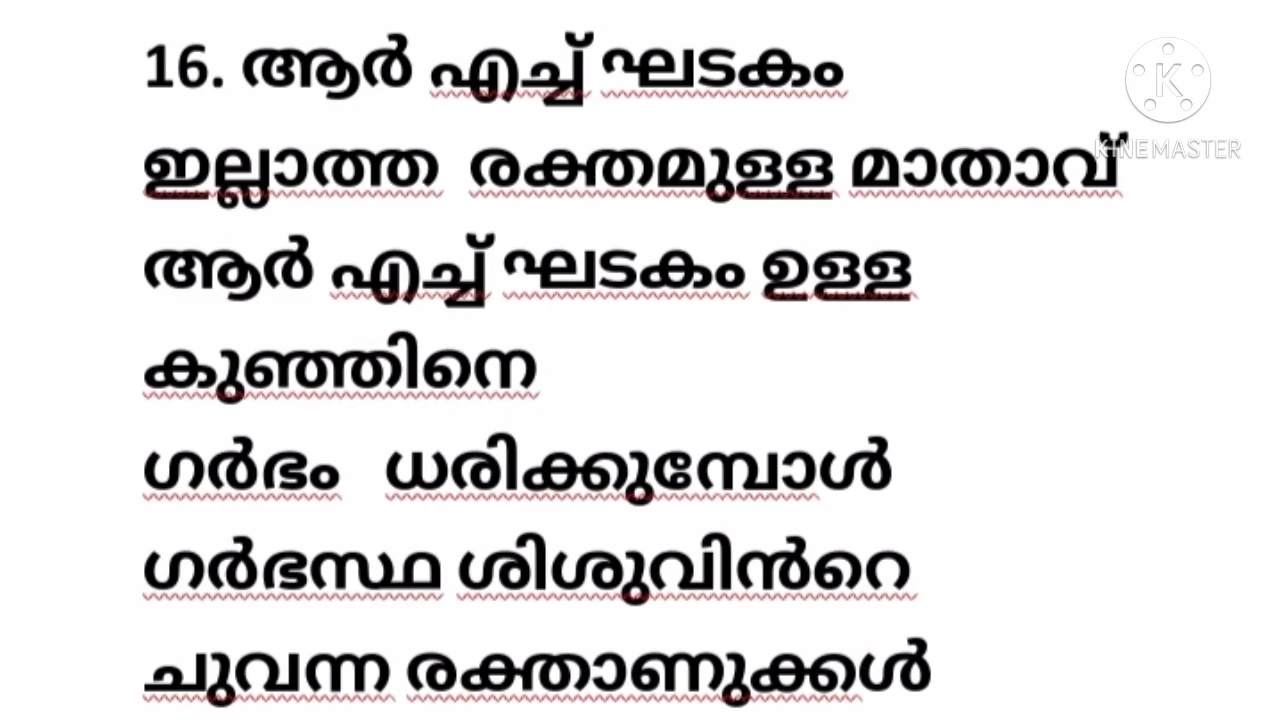 16. ആർ എച്ച് ഘടകം
ഇല്ലാത്ത രക്തമുള്ള മാതാവ്
ആർ എച്ച് ഘടകം ഉള്ള
കുഞ്ഞിനെ
ഗർഭം ധരിക്കുമ്പോൾ
ഗർഭസ്ഥ ശിശുവിൻറെ
ചുവന്ന രക്താണുക്കൾ
K
KINEMASTER